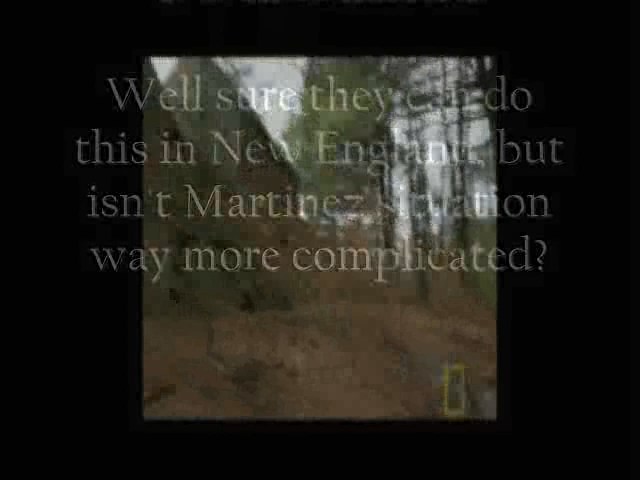 Well sure they can do
this in New England, but
isn't Martinez situation
way more complicated?